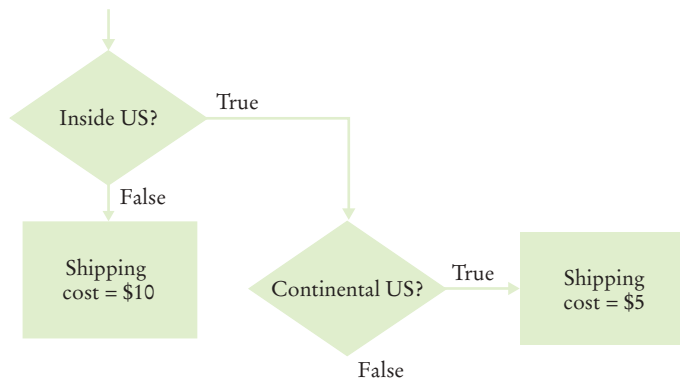 Inside US?
True
False
Shipping
cost = $10
Continental US?
True
Shipping
cost = $5
False